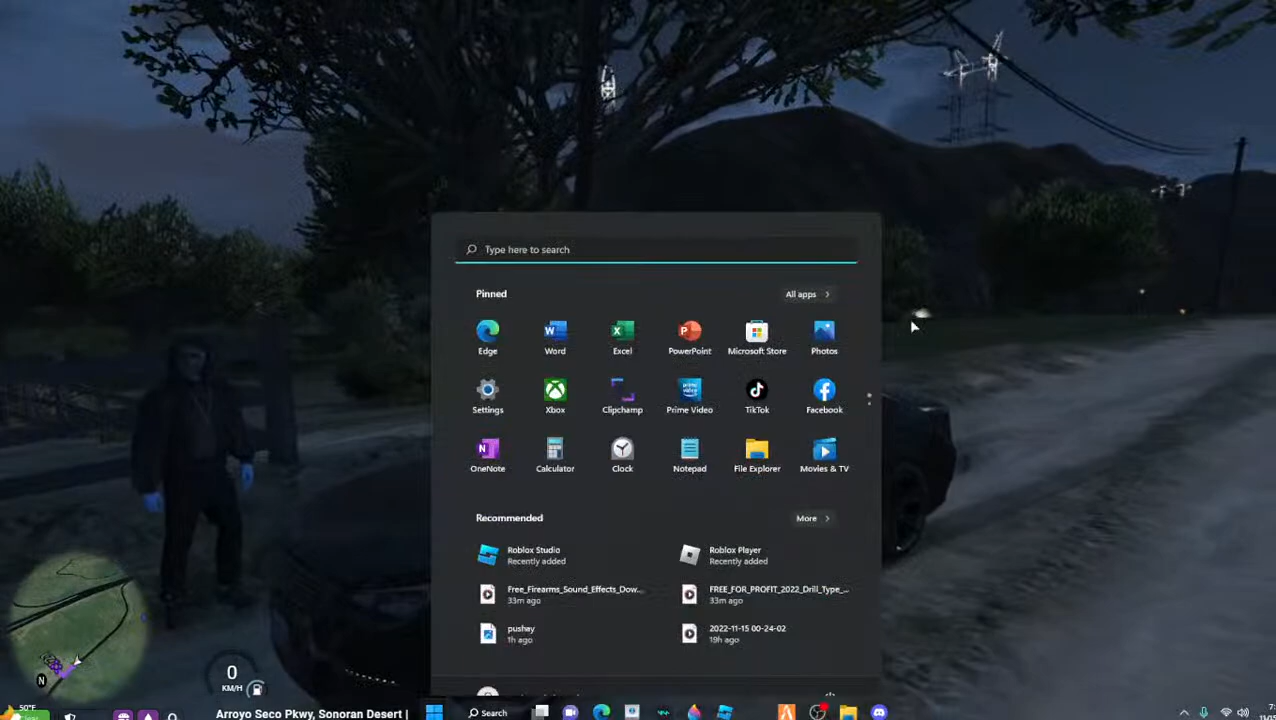 Type here to search
Pinned
All apps
Edge
Word
Excel
PowerPoint
Microsoft Store
Photos
Settings
Xbox
Clipchamp
Prime Video
TikTok
Facebook
OneNote
Calculator
Clock
Notepad
File Explorer
Movies & TV
Recommended
More
Roblox Studio
Recently added
Roblox Player
Recently added
Free_Firearms_Sound_Effects_Dow...
33m ago
FREE_FOR_PROFIT_2022_Drill_Type_...
33m ago
pushay
1h ago
2022-11-15 00-24-02
19h ago
N
0
KM/H
Arroyo Seco Pkwy, Sonoran Desert |
50°F
Search